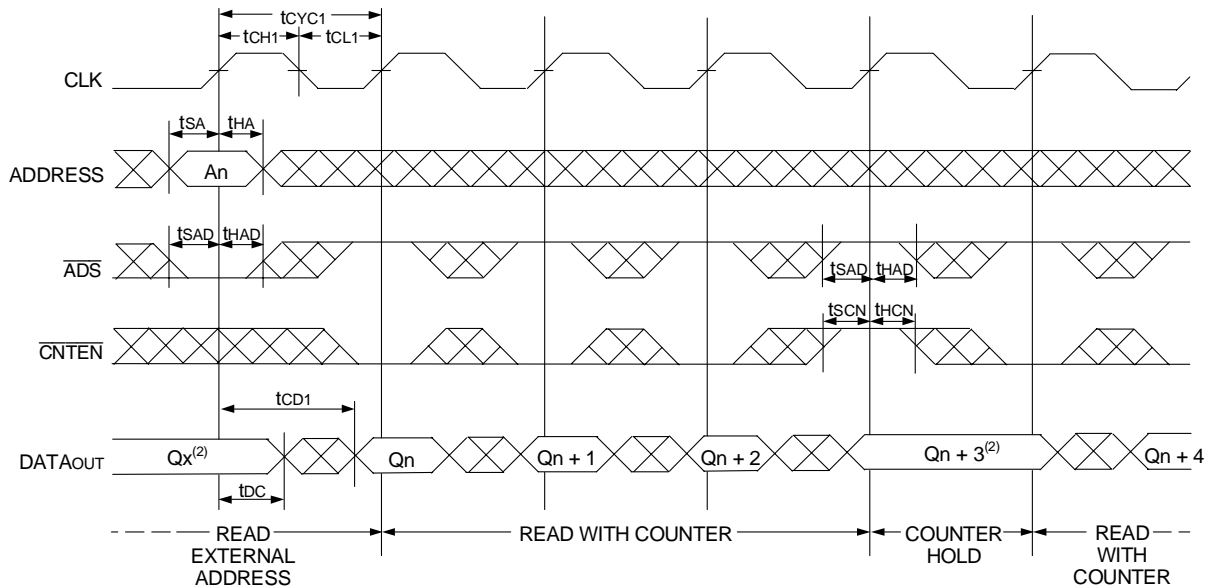 tCYC1
tCH1 tCL1
CLK
tSA tHA
ADDRESS An
tSAD tHAD
ADS
tSAD tHAD
tSCN tHCN
CNTEN
tCD1
DATAOUT Qx(2) Qn Qn + 1 Qn + 2 Qn + 3(2) Qn + 4
tDC
READ EXTERNAL ADDRESS
READ WITH COUNTER
COUNTER HOLD
READ WITH COUNTER